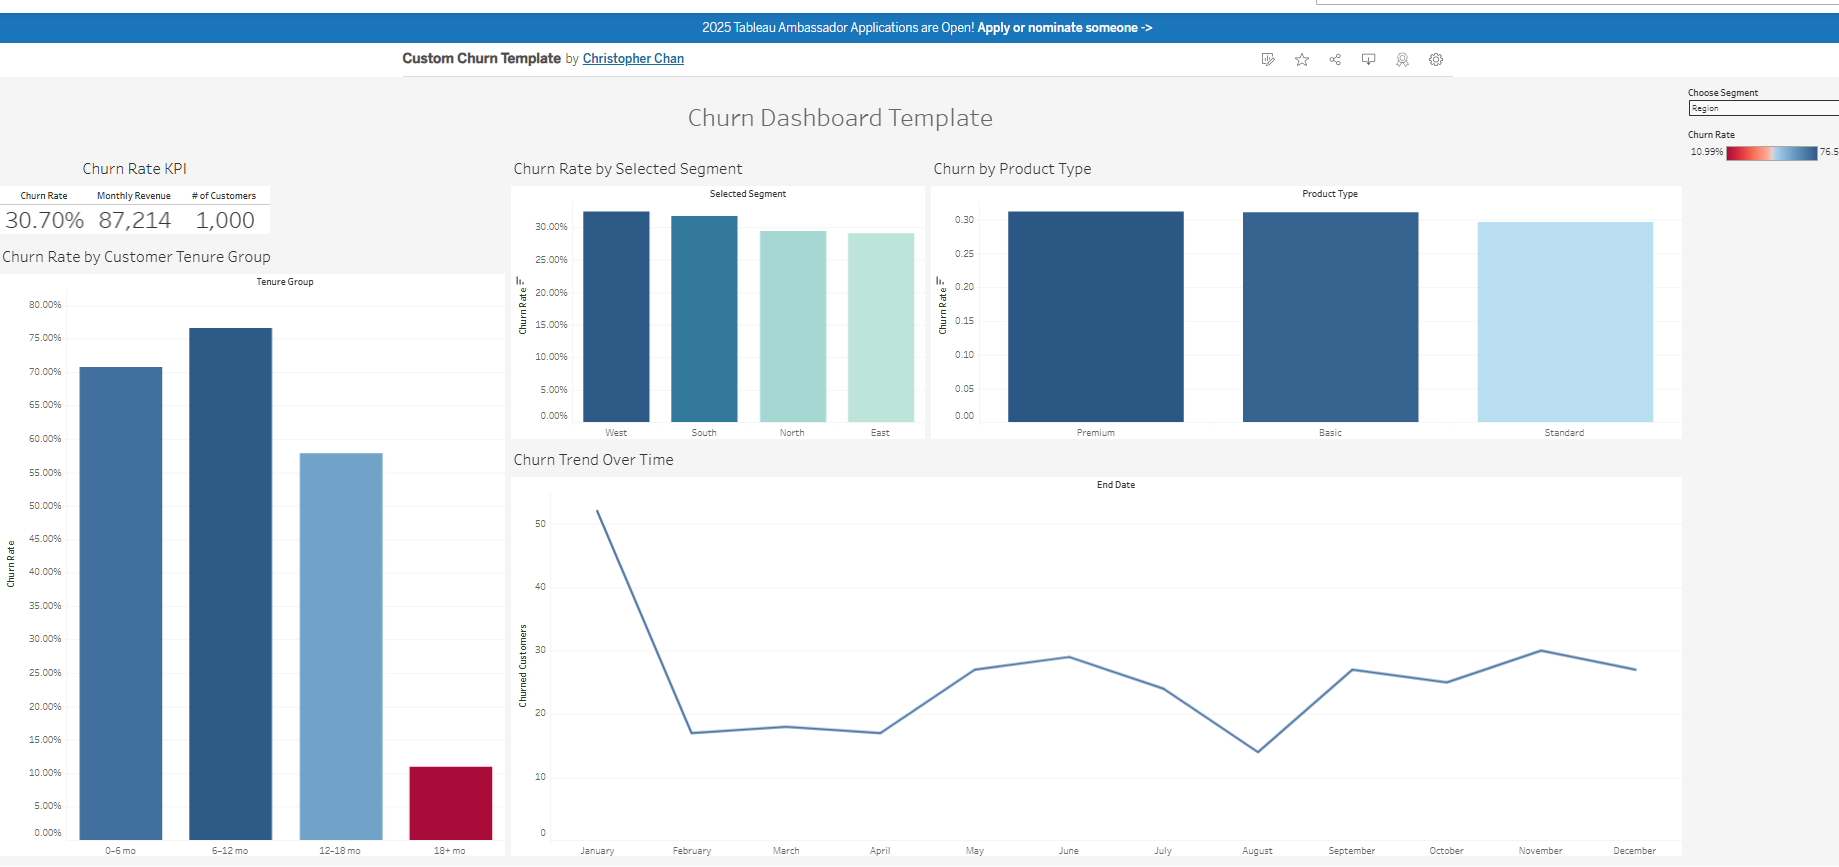 2025 Tableau Ambassador Applications are Open! Apply or nominate someone ->
Custom Churn Template by Christopher Chan
Churn Dashboard Template
Choose Segment
Region
Churn Rate
10.99% 76.5
Churn Rate KPI
Churn Rate Monthly Revenue # of Customers
30.70% 87,214 1,000
Churn Rate by Customer Tenure Group
Tenure Group
Churn Rate
80.00%
75.00%
70.00%
65.00%
60.00%
55.00%
50.00%
45.00%
40.00%
35.00%
30.00%
25.00%
20.00%
15.00%
10.00%
5.00%
0.00%
0-6 mo 6-12 mo 12-18 mo 18+ mo
Churn Rate by Selected Segment
Selected Segment
Churn Rate
30.00%
25.00%
20.00%
15.00%
10.00%
5.00%
0.00%
West South North East
Churn by Product Type
Product Type
Churn Rate
0.30
0.25
0.20
0.15
0.10
0.05
0.00
Premium Basic Standard
Churn Trend Over Time
End Date
Churned Customers
50
40
30
20
10
0
January February March April May June July August September October November December